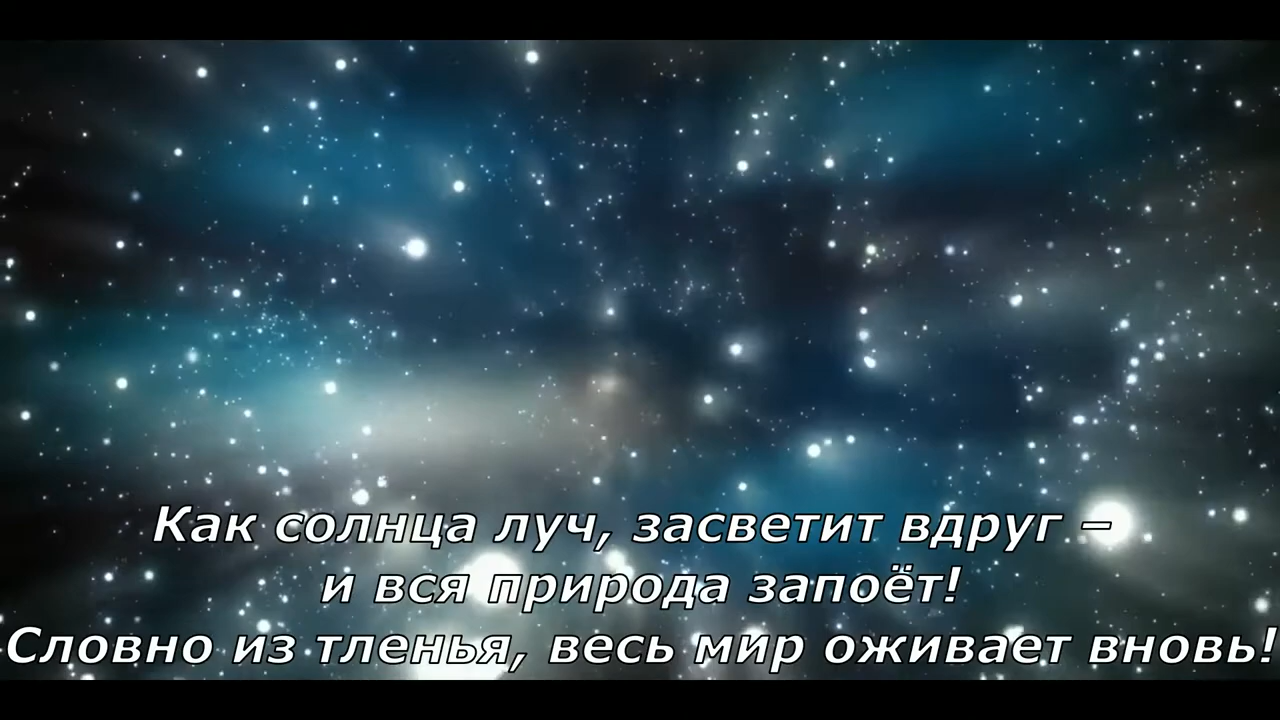 Как солнца луч, засветит вдруг –
и вся природа запоёт!
Словно из тленья, весь мир оживает вновь!